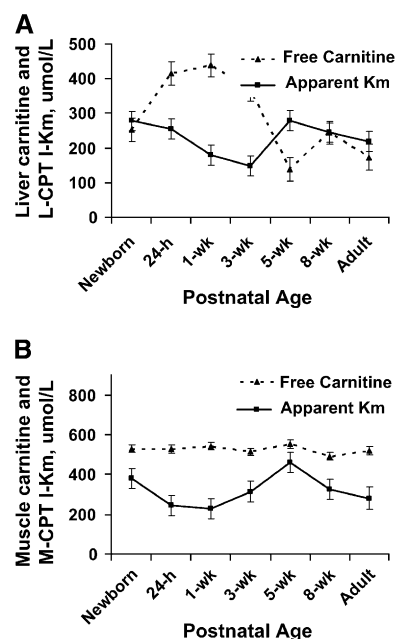 A
Liver carnitine and
L-CPT I-Km, umol/L
500
400
300
200
100
0
Free Carnitine
Apparent Km
Newborn
24-h
1-wk
3-wk
5-wk
8-wk
Adult
Postnatal Age
B
Muscle carnitine and
M-CPT I-Km, umol/L
800
600
400
200
0
Free Carnitine
Apparent Km
Newborn
24-h
1-wk
3-wk
5-wk
8-wk
Adult
Postnatal Age